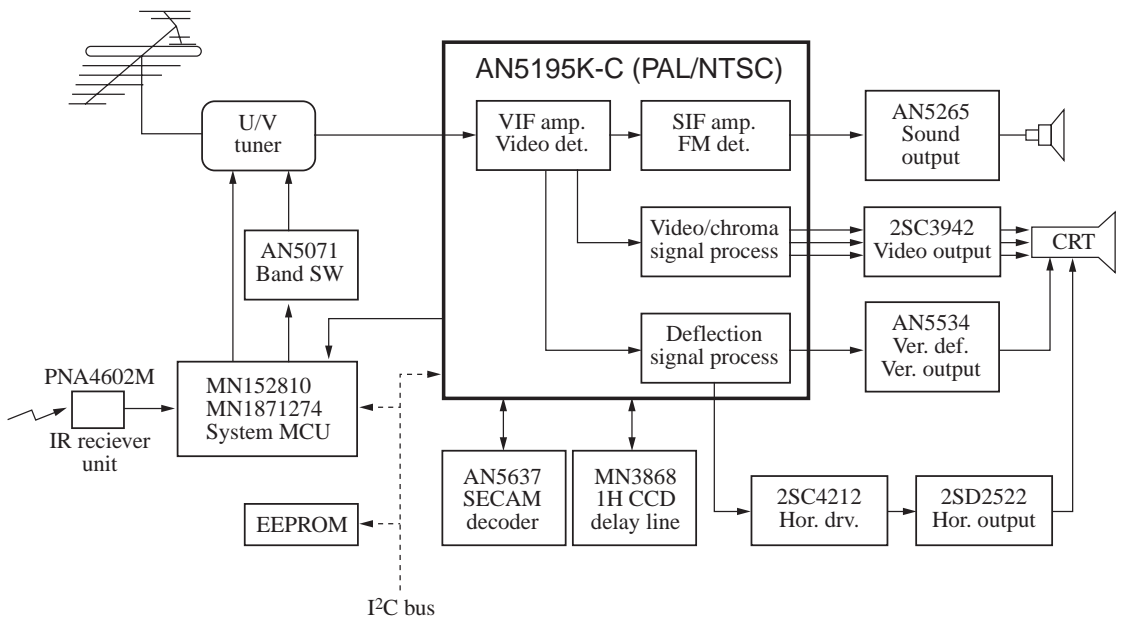 AN5195K-C (PAL/NTSC)
U/V
tuner
VIF amp.
Video det.
SIF amp.
FM det.
AN5265
Sound
output
AN5071
Band SW
Video/chroma
signal process
2SC3942
Video output
CRT
Deflection
signal process
AN5534
Ver. def.
Ver. output
PNA4602M
IR reciever
unit
MN152810
MN1871274
System MCU
AN5637
SECAM
decoder
MN3868
1H CCD
delay line
2SC4212
Hor. drv.
2SD2522
Hor. output
EEPROM
I²C bus